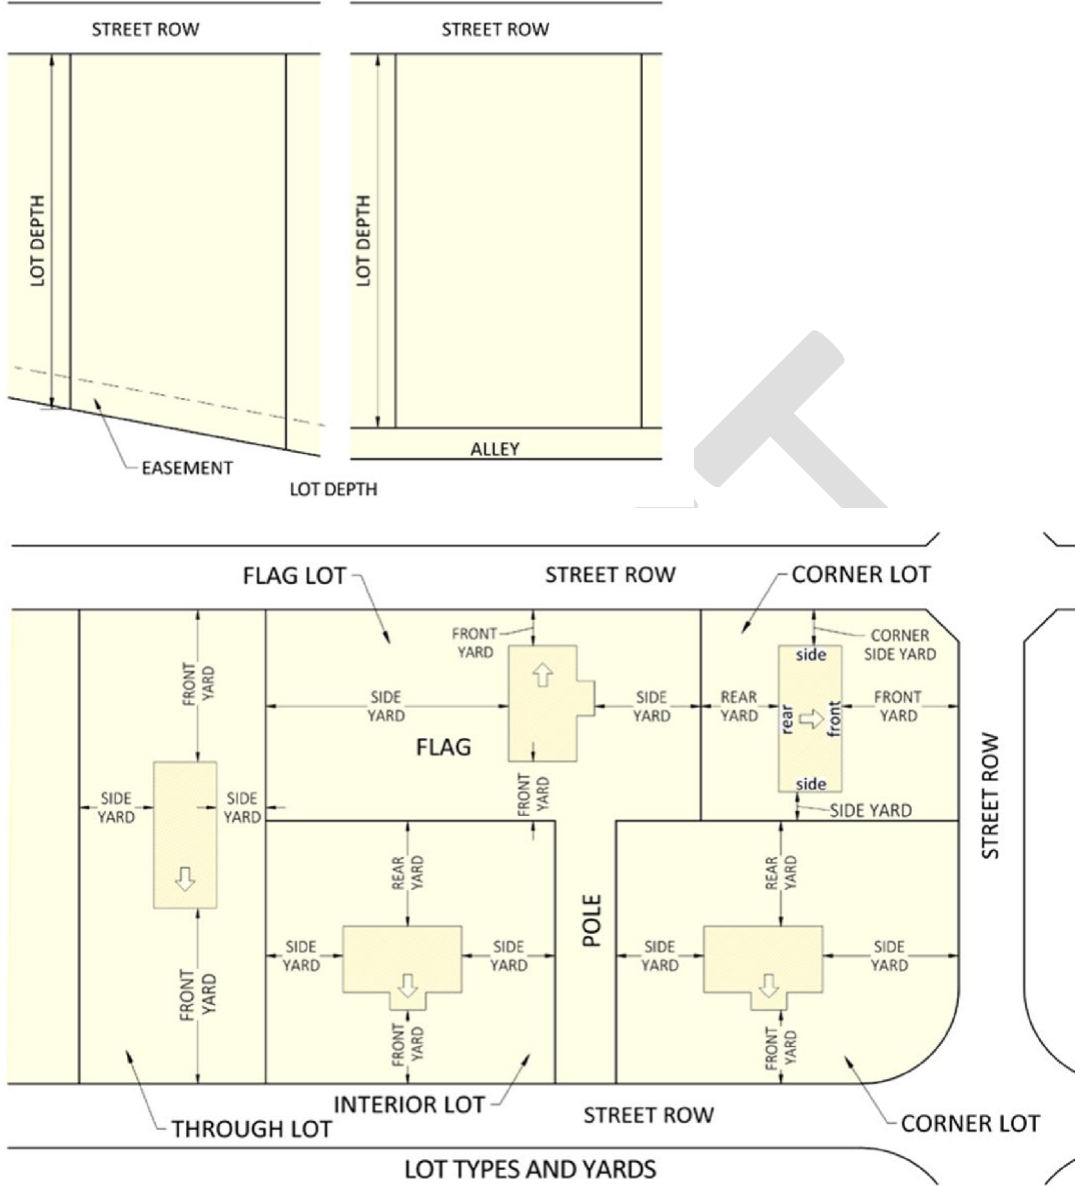 STREET ROW
STREET ROW
LOT DEPTH
LOT DEPTH
EASEMENT
ALLEY
LOT DEPTH
FLAG LOT
STREET ROW
CORNER LOT
FRONT
YARD
FRONT
YARD
side
CORNER
SIDE YARD
SIDE
YARD
SIDE
YARD
REAR
YARD
rear
front
FRONT
YARD
FLAG
side
SIDE
YARD
SIDE
YARD
FRONT
YARD
SIDE YARD
STREET ROW
REAR
YARD
REAR
YARD
POLE
SIDE
YARD
SIDE
YARD
SIDE
YARD
SIDE
YARD
FRONT
YARD
FRONT
YARD
FRONT
YARD
INTERIOR LOT
STREET ROW
THROUGH LOT
CORNER LOT
LOT TYPES AND YARDS